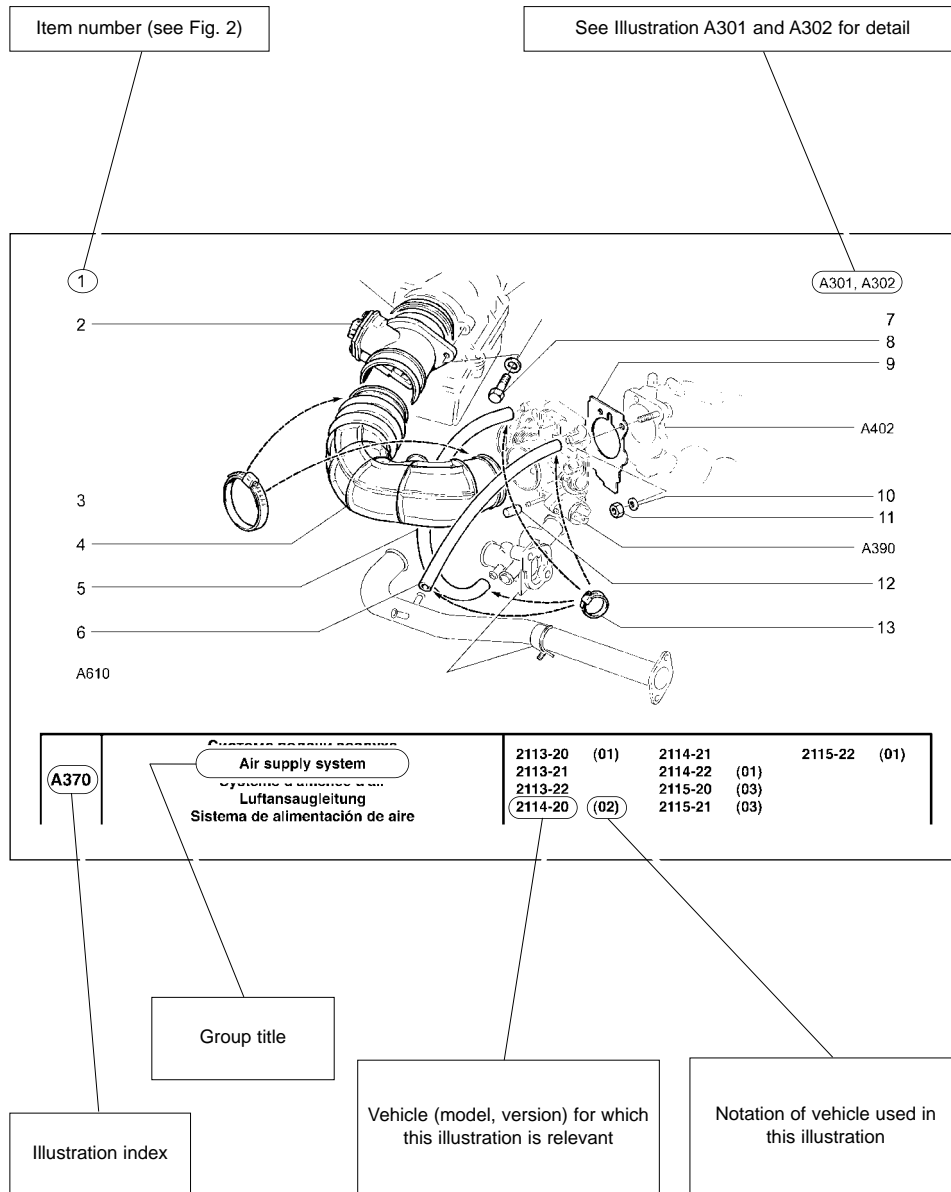 Item number (see Fig. 2)
See Illustration A301 and A302 for detail
1
A301, A302
2
7
8
9
A402
3
10
4
11
A390
5
12
6
13
A610
A370
Air supply system
Luftansaugleitung
Sistema de alimentación de aire
2113-20 (01) 2114-21 2115-22 (01)
2113-21 2114-22 (01)
2113-22 2115-20 (03)
2114-20 (02) 2115-21 (03)
Group title
Vehicle (model, version) for which
this illustration is relevant
Notation of vehicle used in
this illustration
Illustration index